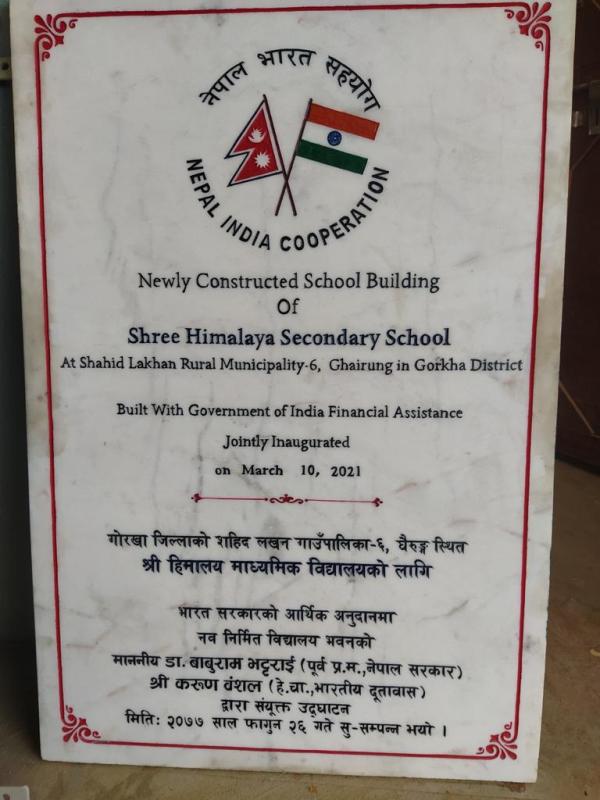 नेपाल भारत सहयोग
NEPAL INDIA COOPERATION
Newly Constructed School Building
Of
Shree Himalaya Secondary School
At Shahid Lakhan Rural Municipality-6, Ghairung in Gorkha District
Built With Government of India Financial Assistance
Jointly Inaugurated
on March 10, 2021
गोरखा जिल्लाको शहिद लखन गाउँपालिका-६, घैरुङ्ग स्थित
श्री हिमालय माध्यमिक विद्यालयको लागि
भारत सरकारको आर्थिक अनुदानमा
नव निर्मित विद्यालय भवनको
माननीय डा. बाबुराम भट्टराई (पूर्व प्र.म.,नेपाल सरकार)
श्री करूण वंशल (हे.चा.,भारतीय दूतावास)
द्वारा संयूक्त उद्घाटन
मितिः २०७७ साल फागुन २६ गते सु-सम्पन्न भयो ।